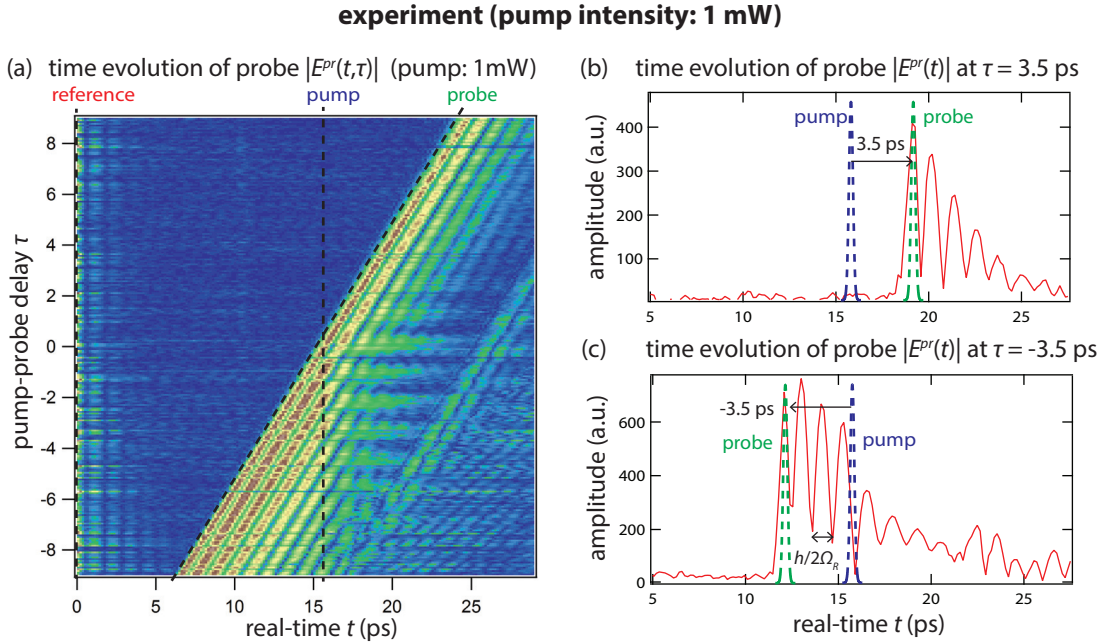 experiment (pump intensity: 1 mW)
(a) time evolution of probe |E^pr(t,τ)| (pump: 1mW)
reference
pump
probe
pump-probe delay τ
8
6
4
2
0
-2
-4
-6
-8
0
5
10
15
20
25
real-time t (ps)
(b) time evolution of probe |E^pr(t)| at τ = 3.5 ps
amplitude (a.u.)
400
300
200
100
pump
probe
3.5 ps
5
10
15
20
25
(c) time evolution of probe |E^pr(t)| at τ = -3.5 ps
amplitude (a.u.)
600
400
200
0
-3.5 ps
probe
pump
h/2Ω_R
5
10
15
20
25
real-time t (ps)